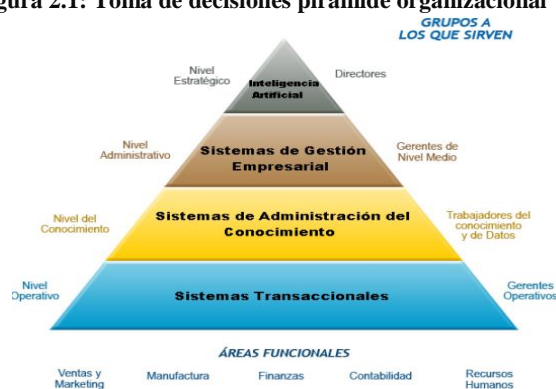 gura 2.1: Toma de decisiones pirámide organizacional
GRUPOS A
LOS QUE SIRVEN
Nivel
Estratégico
Inteligencia
Artificial
Directores
Nivel
Administrativo
Sistemas de Gestión
Empresarial
Gerentes de
Nivel Medio
Nivel del
Conocimiento
Sistemas de Administración del
Conocimiento
Trabajadores del
conocimiento
y de Datos
Nivel
Operativo
Sistemas Transaccionales
Gerentes
Operativos
ÁREAS FUNCIONALES
Ventas y
Marketing
Manufactura
Finanzas
Contabilidad
Recursos
Humanos